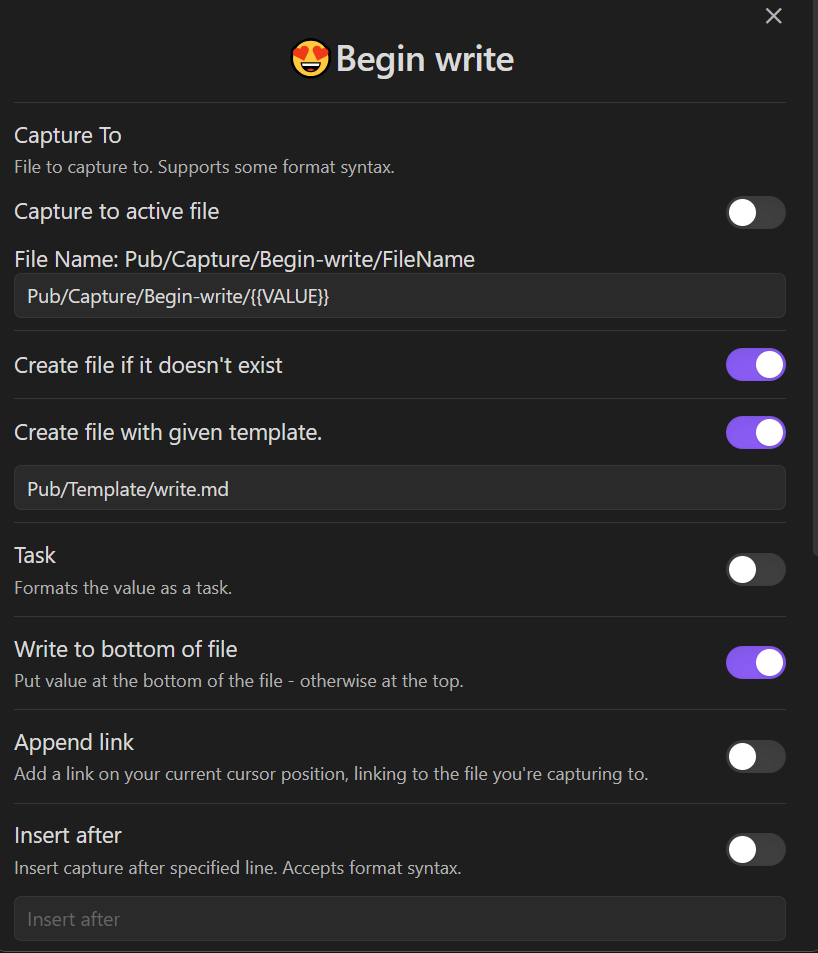 😍Begin write
Capture To
File to capture to. Supports some format syntax.
Capture to active file
File Name: Pub/Capture/Begin-write/FileName
Pub/Capture/Begin-write/{{VALUE}}
Create file if it doesn't exist
Create file with given template.
Pub/Template/write.md
Task
Formats the value as a task.
Write to bottom of file
Put value at the bottom of the file - otherwise at the top.
Append link
Add a link on your current cursor position, linking to the file you're capturing to.
Insert after
Insert capture after specified line. Accepts format syntax.
Insert after